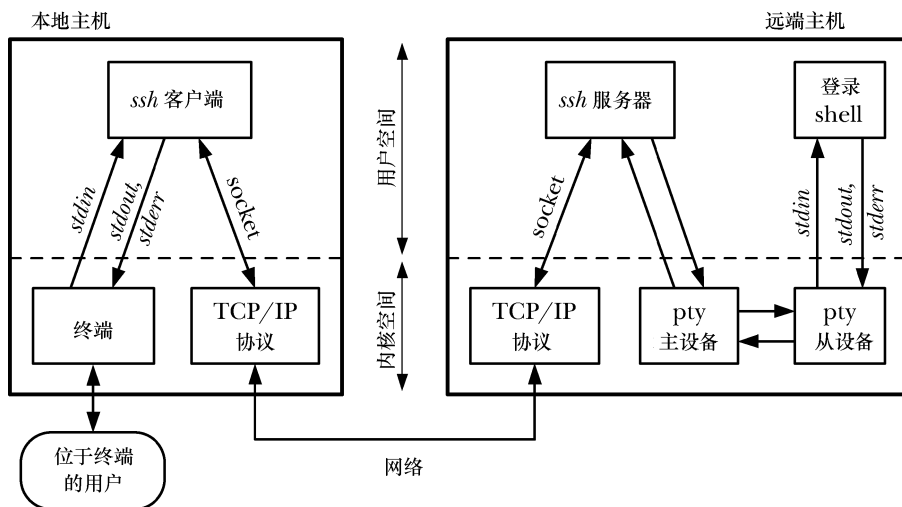 本地主机
远端主机
ssh 客户端
ssh 服务器
登录
shell
用户空间
stdin
stdout,
stderr
socket
socket
stdin
stdout,
stderr
内核空间
终端
TCP/IP
协议
TCP/IP
协议
pty
主设备
pty
从设备
位于终端
的用户
网络